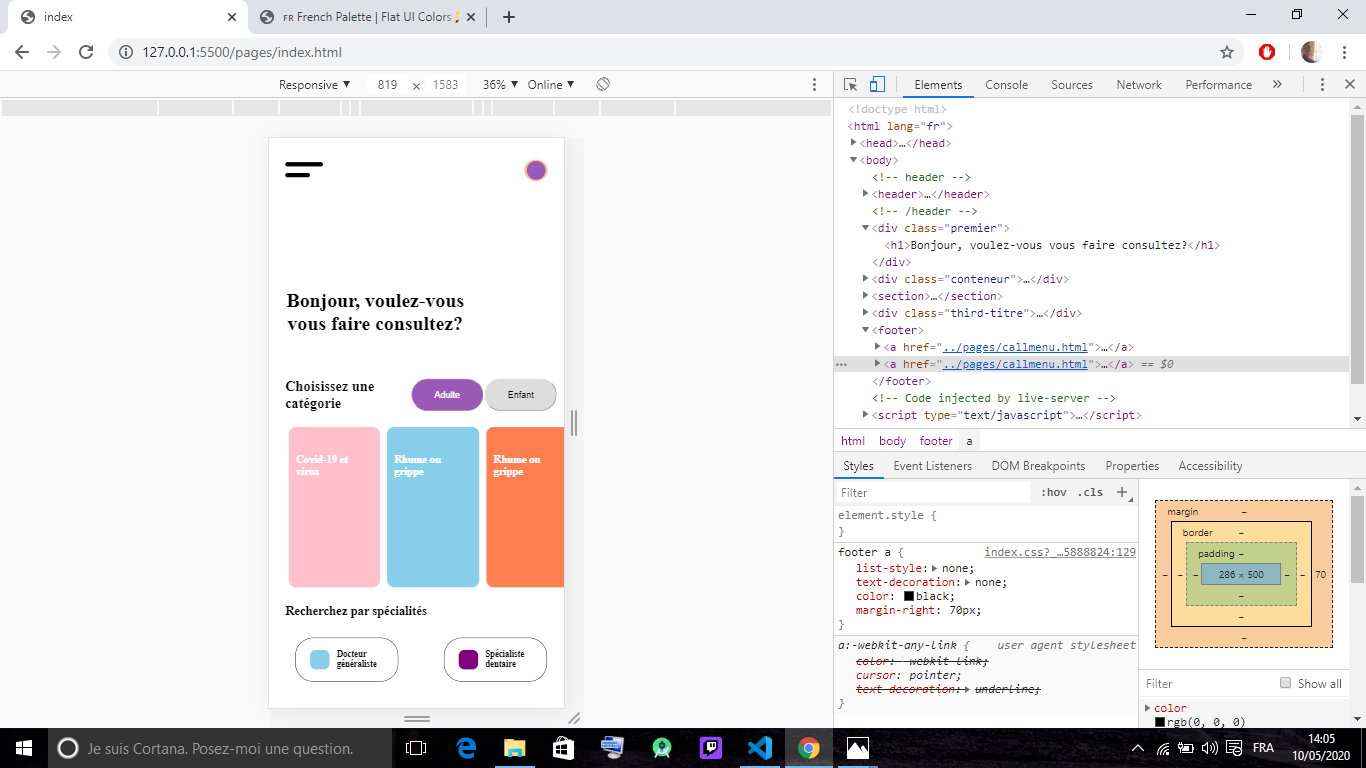 index
FR French Palette | Flat UI Colors
127.0.0.1:5500/pages/index.html
Responsive ▼ 819 × 1583 36% ▼ Online ▼
Elements Console Sources Network Performance »
<!doctype html>
<html lang="fr">
<head>…</head>
<body>
<!-- header -->
<header>…</header>
<!-- /header -->
<div class="premier">
<h1>Bonjour, voulez-vous vous faire consultez?</h1>
</div>
<div class="conteneur">…</div>
<section>…</section>
<div class="third-titre">…</div>
<footer>
<a href="../pages/callmenu.html">…</a>
<a href="../pages/callmenu.html">…</a> == $0
</footer>
<!-- Code injected by live-server -->
<script type="text/javascript">…</script>
html body footer a
Styles Event Listeners DOM Breakpoints Properties Accessibility
Filter :hov .cls +
element.style {
}
footer a { index.css?_…5888824:129
list-style: none;
text-decoration: none;
color: black;
margin-right: 70px;
}
a:-webkit-any-link { user agent stylesheet
color: -webkit-link;
cursor: pointer;
text-decoration: underline;
}
margin –
border –
padding –
– – – 286 × 500 – – 70
–
–
–
Filter Show all
color
rgb(0, 0, 0)
Bonjour, voulez-vous
vous faire consultez?
Choisissez une
catégorie
Adulte
Enfant
Covid-19 et
virus
Rhume ou
grippe
Rhume ou
grippe
Recherchez par spécialités
Docteur
généraliste
Spécialiste
dentaire
Je suis Cortana. Posez-moi une question.
FRA
14:05
10/05/2020